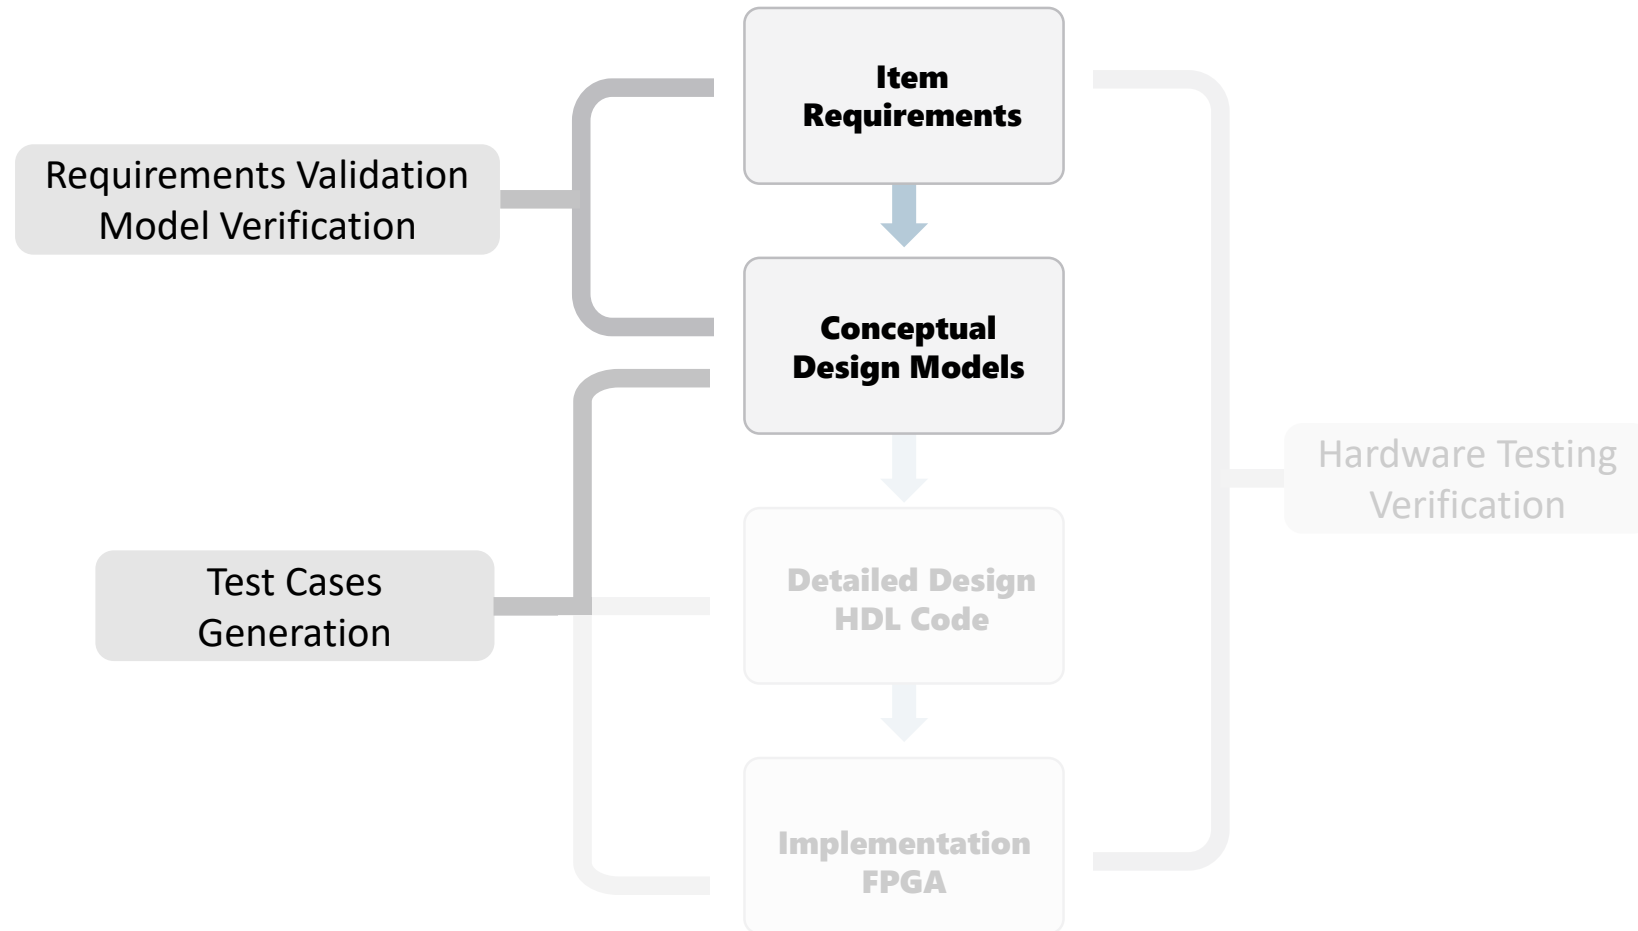 Item
Requirements
Requirements Validation
Model Verification
Conceptual
Design Models
Hardware Testing
Verification
Test Cases
Generation
Detailed Design
HDL Code
Implementation
FPGA